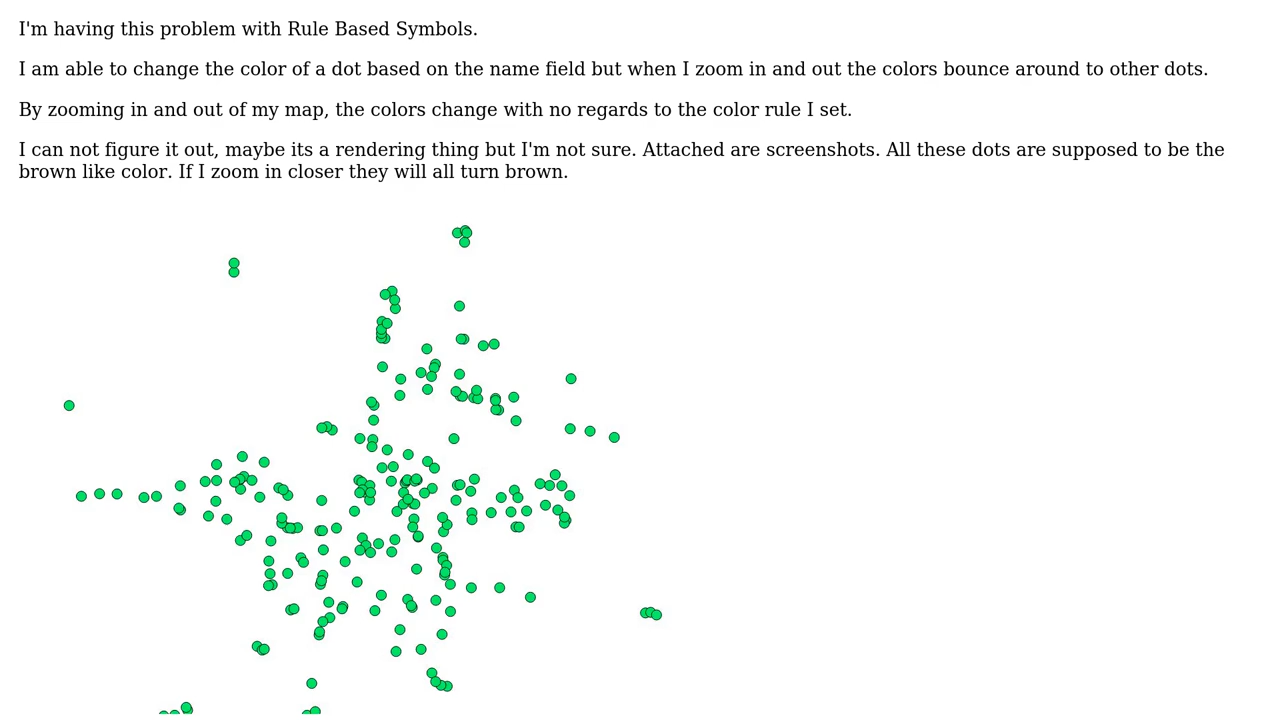 I'm having this problem with Rule Based Symbols.
I am able to change the color of a dot based on the name field but when I zoom in and out the colors bounce around to other dots.
By zooming in and out of my map, the colors change with no regards to the color rule I set.
I can not figure it out, maybe its a rendering thing but I'm not sure. Attached are screenshots. All these dots are supposed to be the
brown like color. If I zoom in closer they will all turn brown.